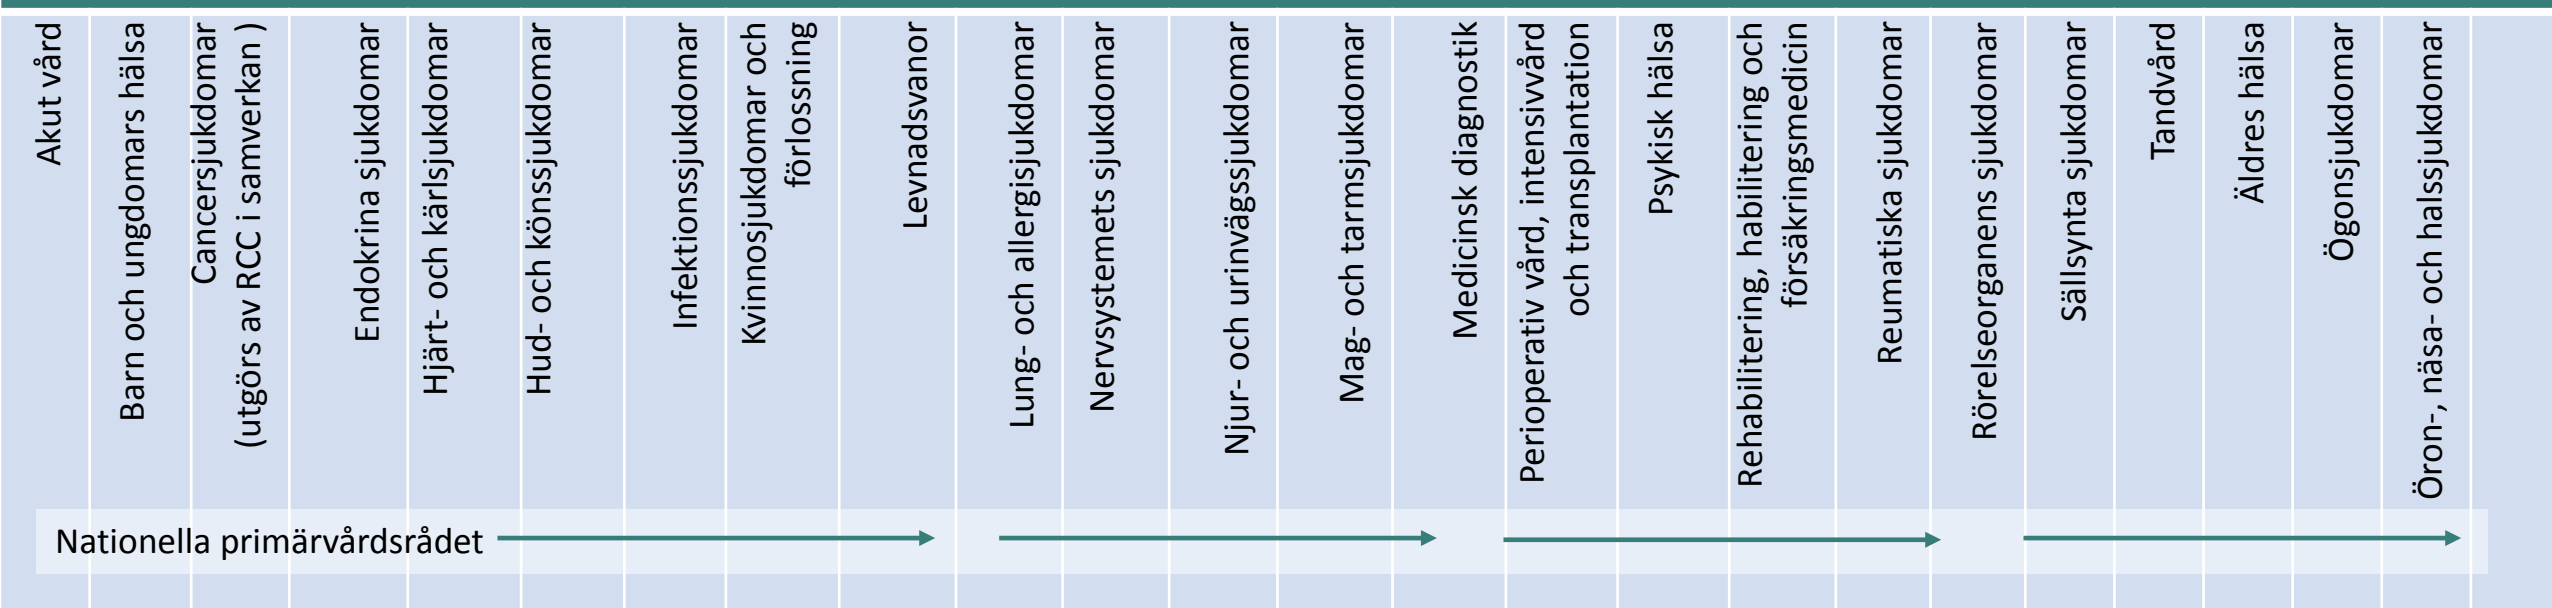 Akut vård
Barn och ungdomars hälsa
Cancersjukdomar
(utgörs av RCC i samverkan )
Endokrina sjukdomar
Hjärt- och kärlsjukdomar
Hud- och könssjukdomar
Infektionssjukdomar
Kvinnosjukdomar och
förlossning
Levnadsvanor
Lung- och allergisjukdomar
Nervsystemets sjukdomar
Njur- och urinvägssjukdomar
Mag- och tarmsjukdomar
Medicinsk diagnostik
Perioperativ vård, intensivvård
och transplantation
Psykisk hälsa
Rehabilitering, habilitering och
försäkringsmedicin
Reumatiska sjukdomar
Rörelseorganens sjukdomar
Sällsynta sjukdomar
Tandvård
Äldres hälsa
Ögonsjukdomar
Öron-, näsa- och halssjukdomar
Nationella primärvårdsrådet